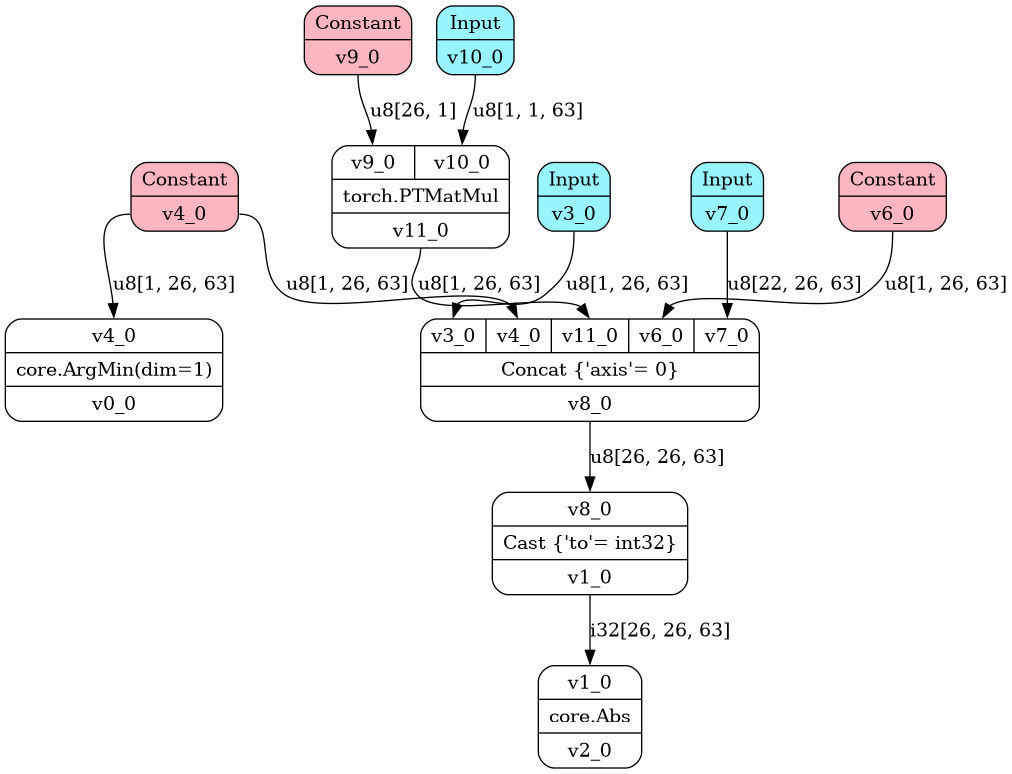 Constant
v9_0
Input
v10_0
u8[26, 1]
u8[1, 1, 63]
v9_0
v10_0
torch.PTMatMul
v11_0
Constant
v4_0
Input
v3_0
Input
v7_0
Constant
v6_0
u8[1, 26, 63]
u8[1, 26, 63]
u8[1, 26, 63]
u8[1, 26, 63]
u8[22, 26, 63]
u8[1, 26, 63]
v4_0
core.ArgMin(dim=1)
v0_0
v3_0
v4_0
v11_0
v6_0
v7_0
Concat {'axis'= 0}
v8_0
u8[26, 26, 63]
v8_0
Cast {'to'= int32}
v1_0
i32[26, 26, 63]
v1_0
core.Abs
v2_0